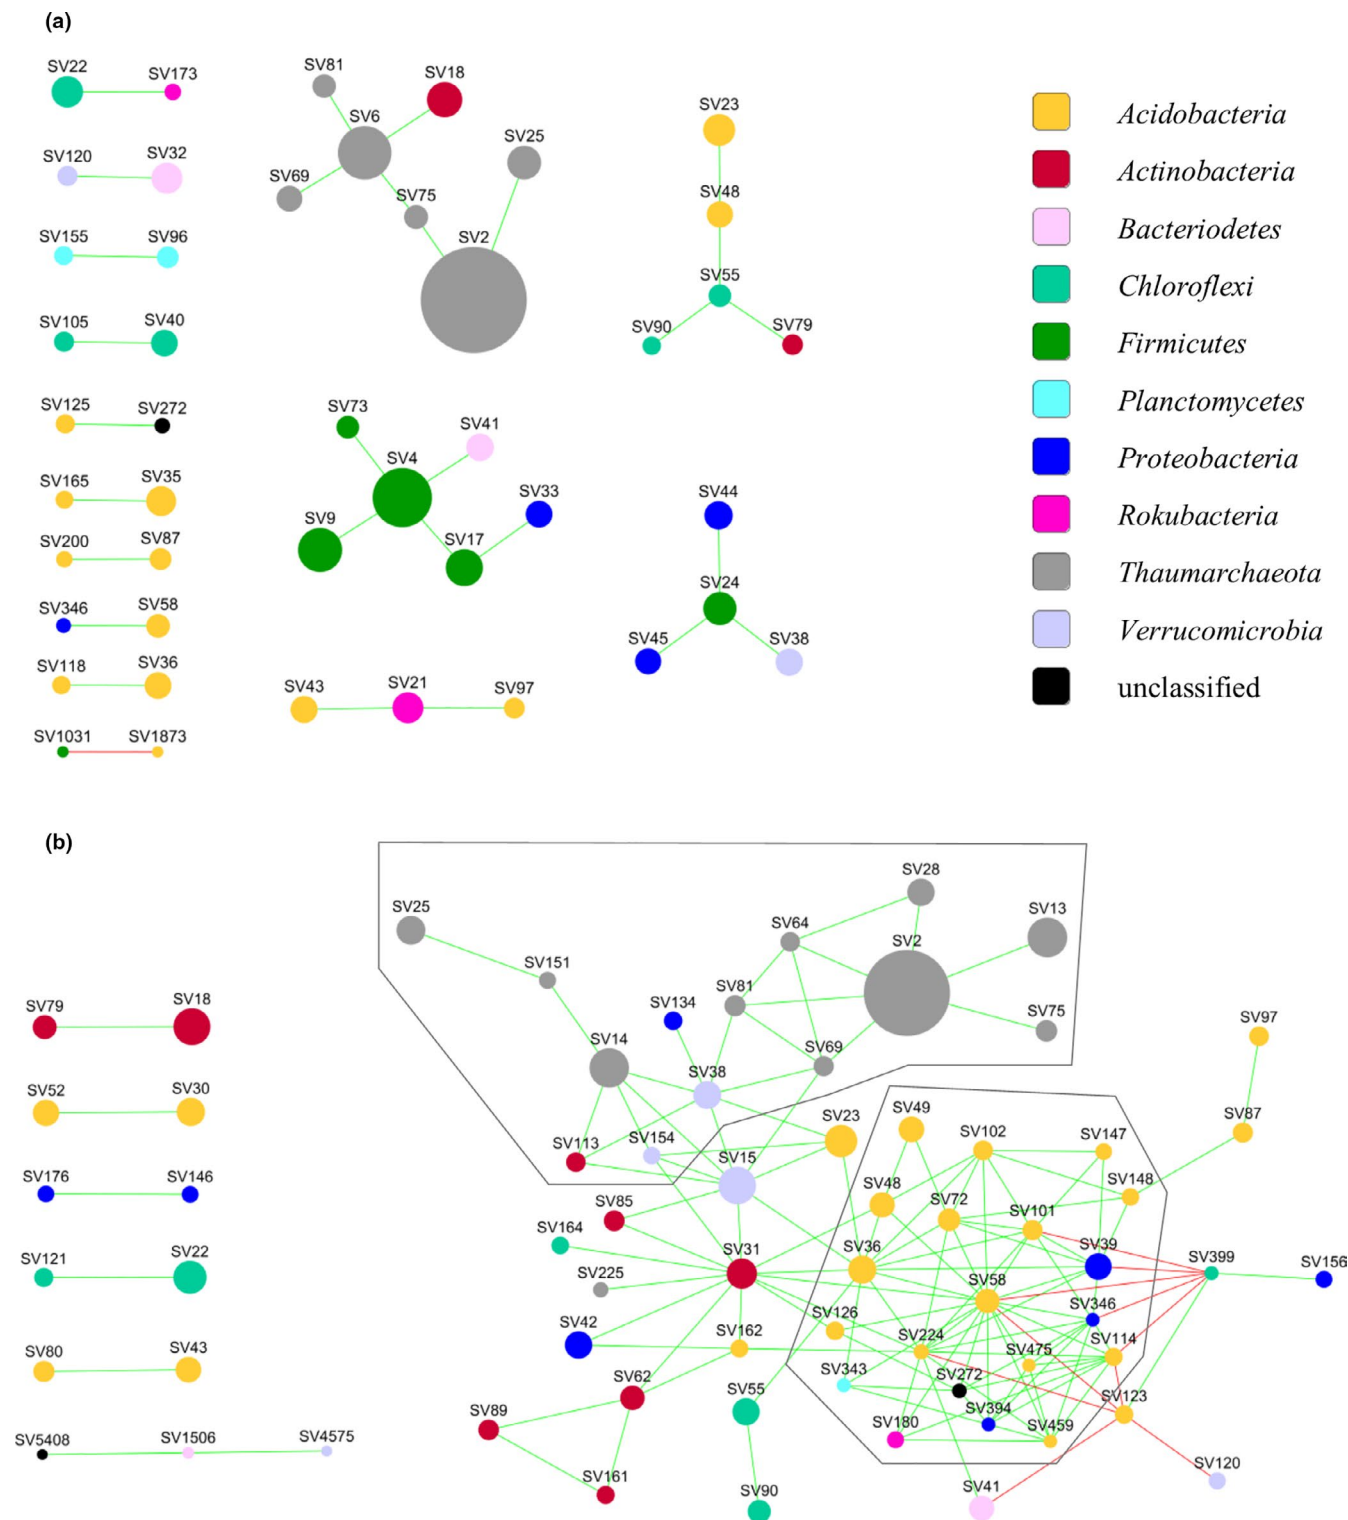 (a)
SV22
SV173
SV120
SV32
SV155
SV96
SV105
SV40
SV125
SV272
SV165
SV35
SV200
SV87
SV346
SV58
SV118
SV36
SV1031
SV1873
SV81
SV18
SV6
SV25
SV69
SV75
SV2
SV73
SV41
SV4
SV33
SV9
SV17
SV43
SV21
SV97
SV23
SV48
SV55
SV90
SV79
SV44
SV24
SV45
SV38
Acidobacteria
Actinobacteria
Bacteriodetes
Chloroflexi
Firmicutes
Planctomycetes
Proteobacteria
Rokubacteria
Thaumarchaeota
Verrucomicrobia
unclassified
(b)
SV79
SV18
SV52
SV30
SV176
SV146
SV121
SV22
SV80
SV43
SV5408
SV1506
SV4575
SV28
SV25
SV13
SV64
SV2
SV151
SV81
SV134
SV75
SV14
SV69
SV38
SV97
SV23
SV49
SV87
SV113
SV154
SV102
SV147
SV15
SV148
SV48
SV72
SV85
SV101
SV164
SV31
SV36
SV39
SV399
SV156
SV225
SV58
SV126
SV346
SV42
SV162
SV224
SV475
SV114
SV343
SV272
SV62
SV55
SV394
SV123
SV89
SV180
SV459
SV120
SV161
SV41
SV90